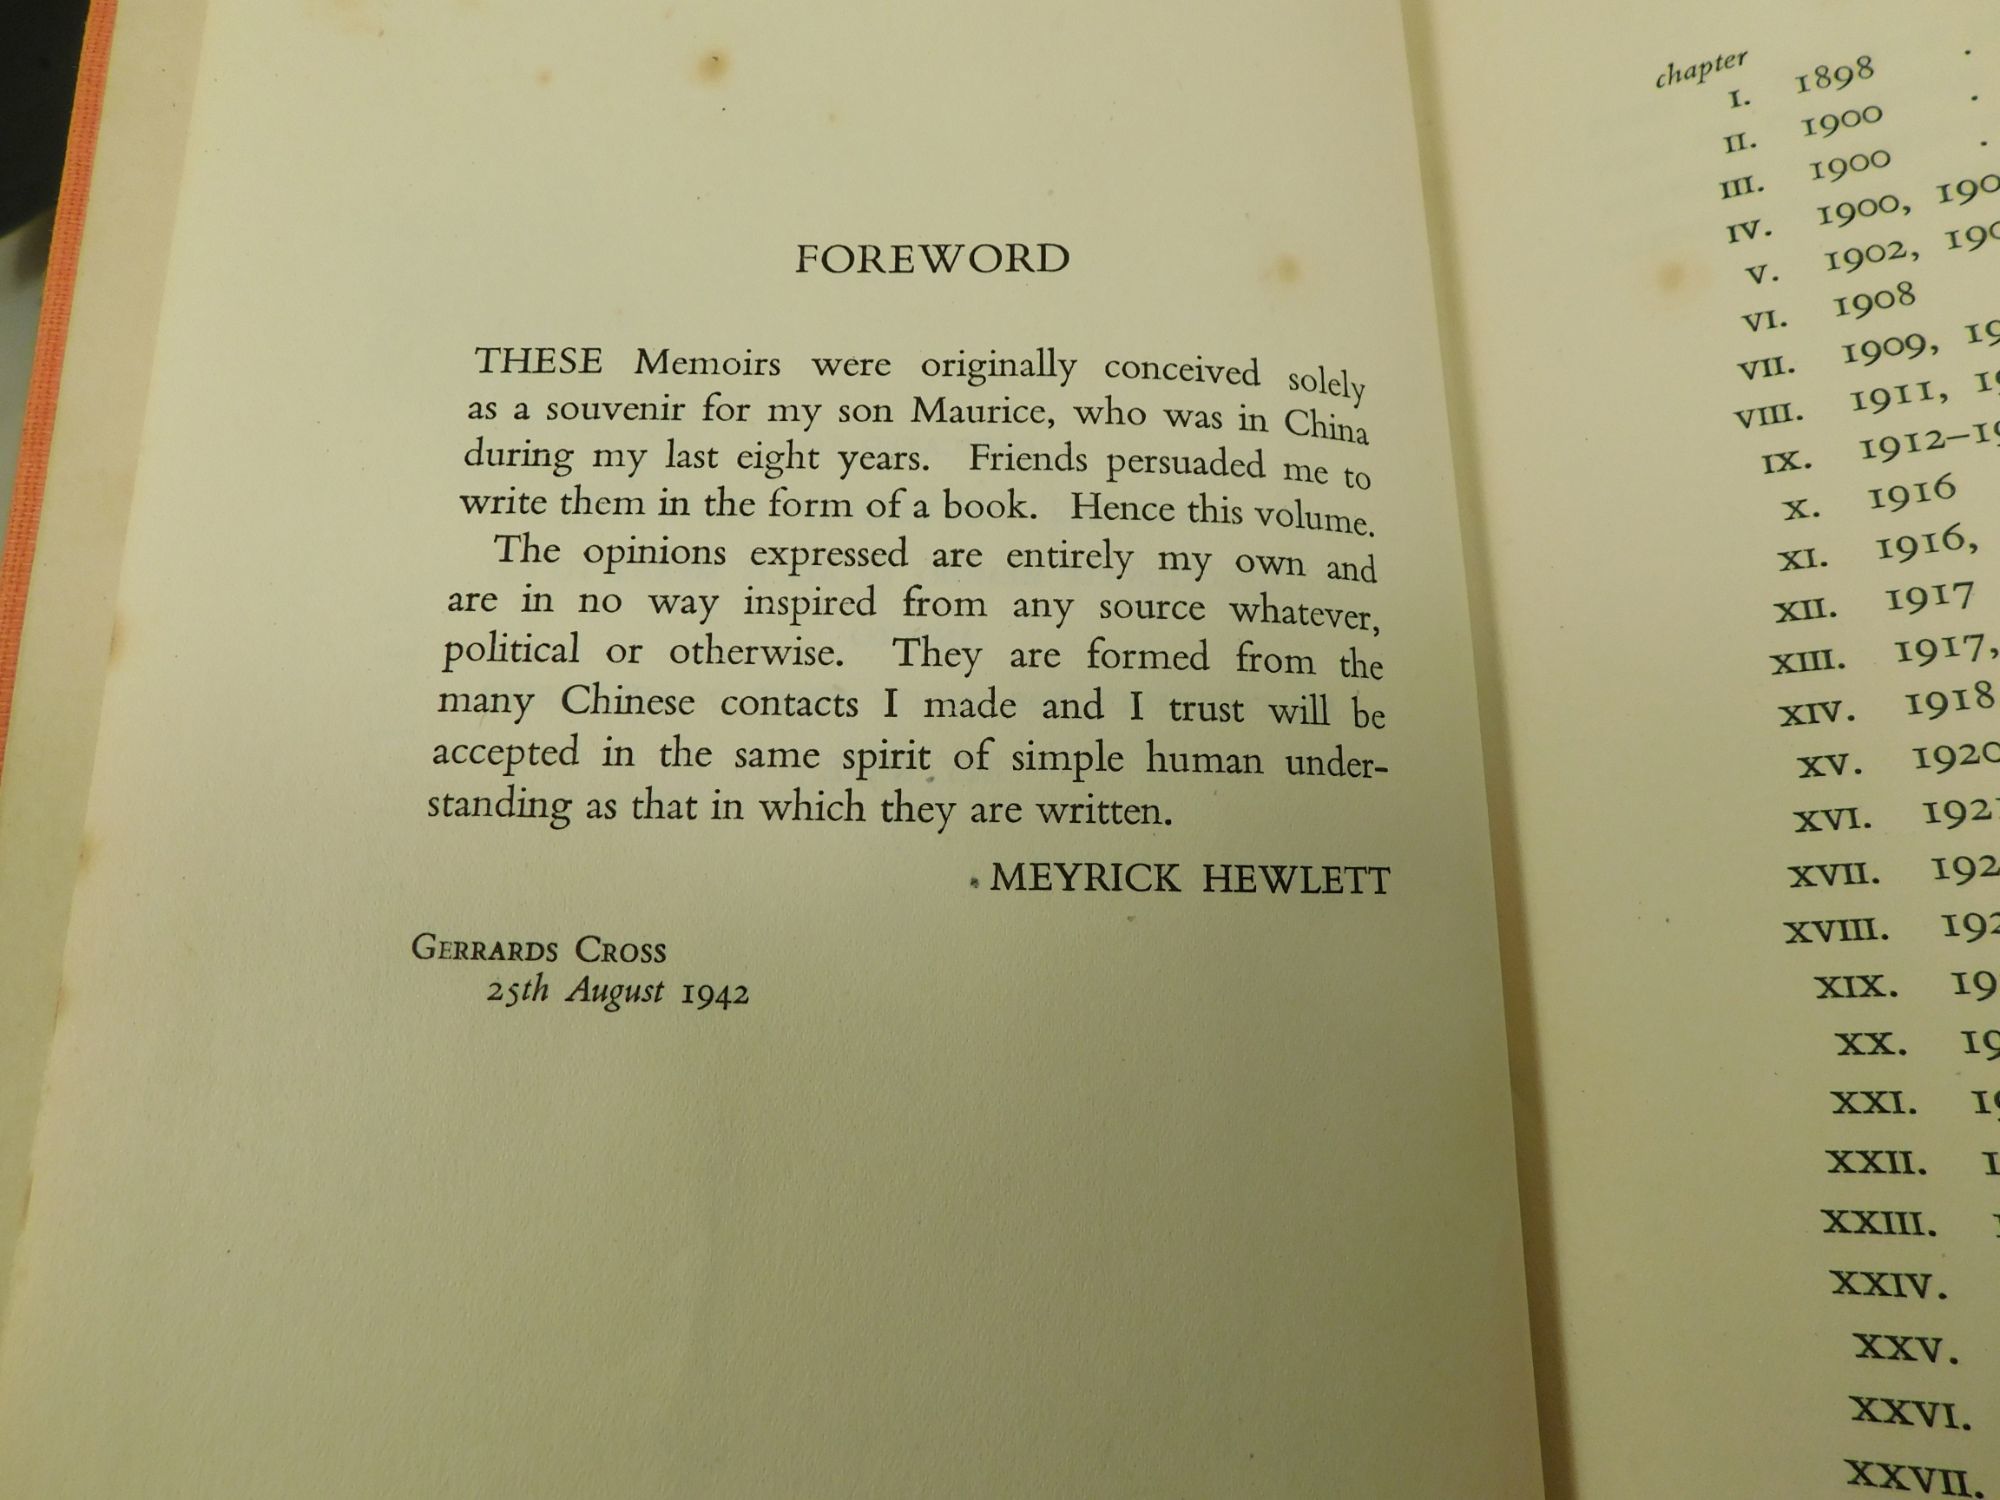 FOREWORD
THESE Memoirs were originally conceived solely
as a souvenir for my son Maurice, who was in China
during my last eight years. Friends persuaded me to
write them in the form of a book. Hence this volume.
The opinions expressed are entirely my own and
are in no way inspired from any source whatever,
political or otherwise. They are formed from the
many Chinese contacts I made and I trust will be
accepted in the same spirit of simple human under-
standing as that in which they are written.
MEYRICK HEWLETT
GERRARDS CROSS
25th August 1942
chapter
I. 1898 .
II. 1900 .
III. 1900 .
IV. 1900,
V. 1902,
VI. 1908
VII. 1909,
VIII. 1911,
IX. 1912–
X. 1916
XI. 1916,
XII. 1917
XIII. 1917,
XIV. 1918
XV. 1920
XVI.
XVII.
XVIII.
XIX.
XX.
XXI.
XXII.
XXIII.
XXIV.
XXV.
XXVI.
XXVII.